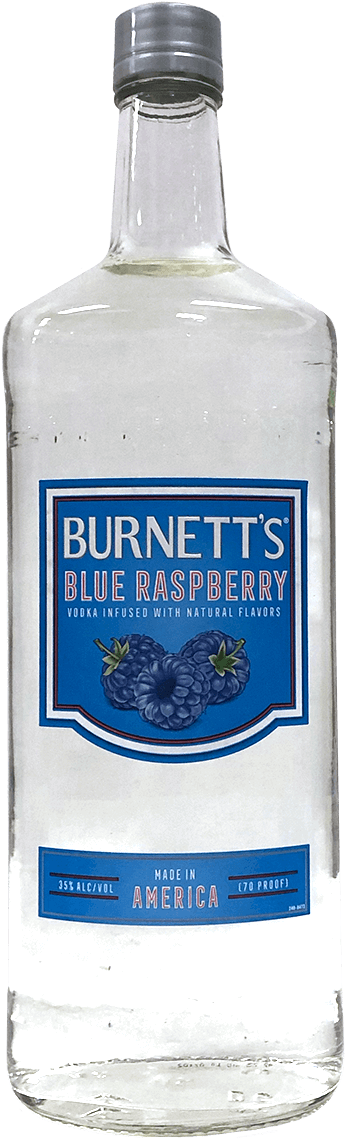 BURNETT'S®
BLUE RASPBERRY
VODKA INFUSED WITH NATURAL FLAVORS
35% ALC/VOL
MADE IN
AMERICA
(70 PROOF)